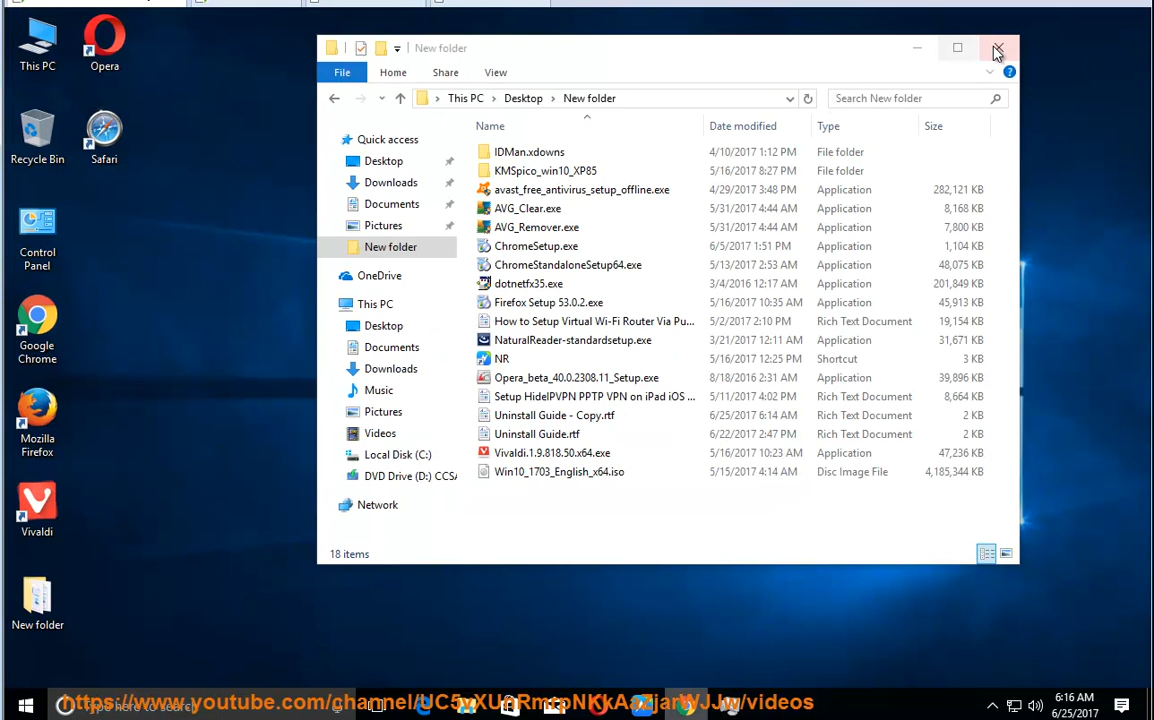 This PC
Opera
Recycle Bin
Safari
Control
Panel
Google
Chrome
Mozilla
Firefox
Vivaldi
New folder
New folder
File Home Share View
This PC Desktop New folder
Search New folder
Name Date modified Type Size
Quick access
Desktop
Downloads
Documents
Pictures
New folder
OneDrive
This PC
Desktop
Documents
Downloads
Music
Pictures
Videos
Local Disk (C:)
DVD Drive (D:) CCSA
Network
IDMan.xdowns 4/10/2017 1:12 PM File folder
KMSpico_win10_XP85 5/16/2017 8:27 PM File folder
avast_free_antivirus_setup_offline.exe 4/29/2017 3:48 PM Application 282,121 KB
AVG_Clear.exe 5/31/2017 4:44 AM Application 8,168 KB
AVG_Remover.exe 5/31/2017 4:44 AM Application 7,800 KB
ChromeSetup.exe 6/5/2017 1:51 PM Application 1,104 KB
ChromeStandaloneSetup64.exe 5/13/2017 2:53 AM Application 48,075 KB
dotnetfx35.exe 3/4/2016 12:17 AM Application 201,849 KB
Firefox Setup 53.0.2.exe 5/16/2017 10:35 AM Application 45,913 KB
How to Setup Virtual Wi-Fi Router Via Pu... 5/2/2017 2:10 PM Rich Text Document 19,154 KB
NaturalReader-standardsetup.exe 3/21/2017 12:11 AM Application 31,671 KB
NR 5/16/2017 12:25 PM Shortcut 3 KB
Opera_beta_40.0.2308.11_Setup.exe 8/18/2016 2:31 AM Application 39,896 KB
Setup HideIPVPN PPTP VPN on iPad iOS ... 5/11/2017 4:02 PM Rich Text Document 8,664 KB
Uninstall Guide - Copy.rtf 6/25/2017 6:14 AM Rich Text Document 2 KB
Uninstall Guide.rtf 6/22/2017 2:47 PM Rich Text Document 2 KB
Vivaldi.1.9.818.50.x64.exe 5/16/2017 10:23 AM Application 47,236 KB
Win10_1703_English_x64.iso 5/15/2017 4:14 AM Disc Image File 4,185,344 KB
18 items
6:16 AM
6/25/2017